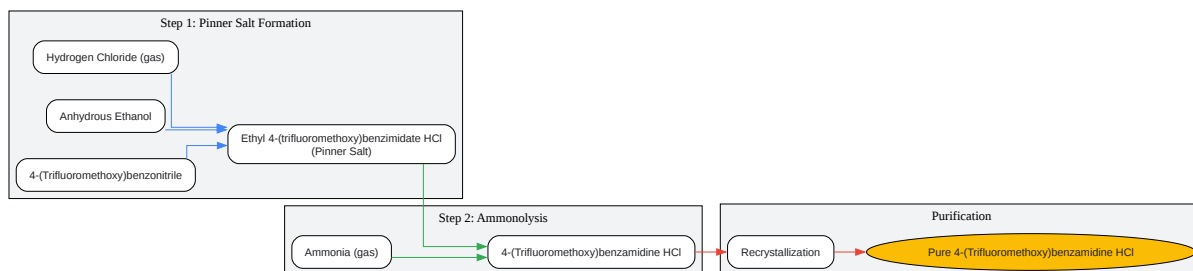 Step 1: Pinner Salt Formation
Hydrogen Chloride (gas)
Anhydrous Ethanol
Ethyl 4-(trifluoromethoxy)benzimidate HCl
(Pinner Salt)
4-(Trifluoromethoxy)benzonitrile
Step 2: Ammonolysis
Ammonia (gas)
4-(Trifluoromethoxy)benzamidine HCl
Purification
Recrystallization
Pure 4-(Trifluoromethoxy)benzamidine HCl